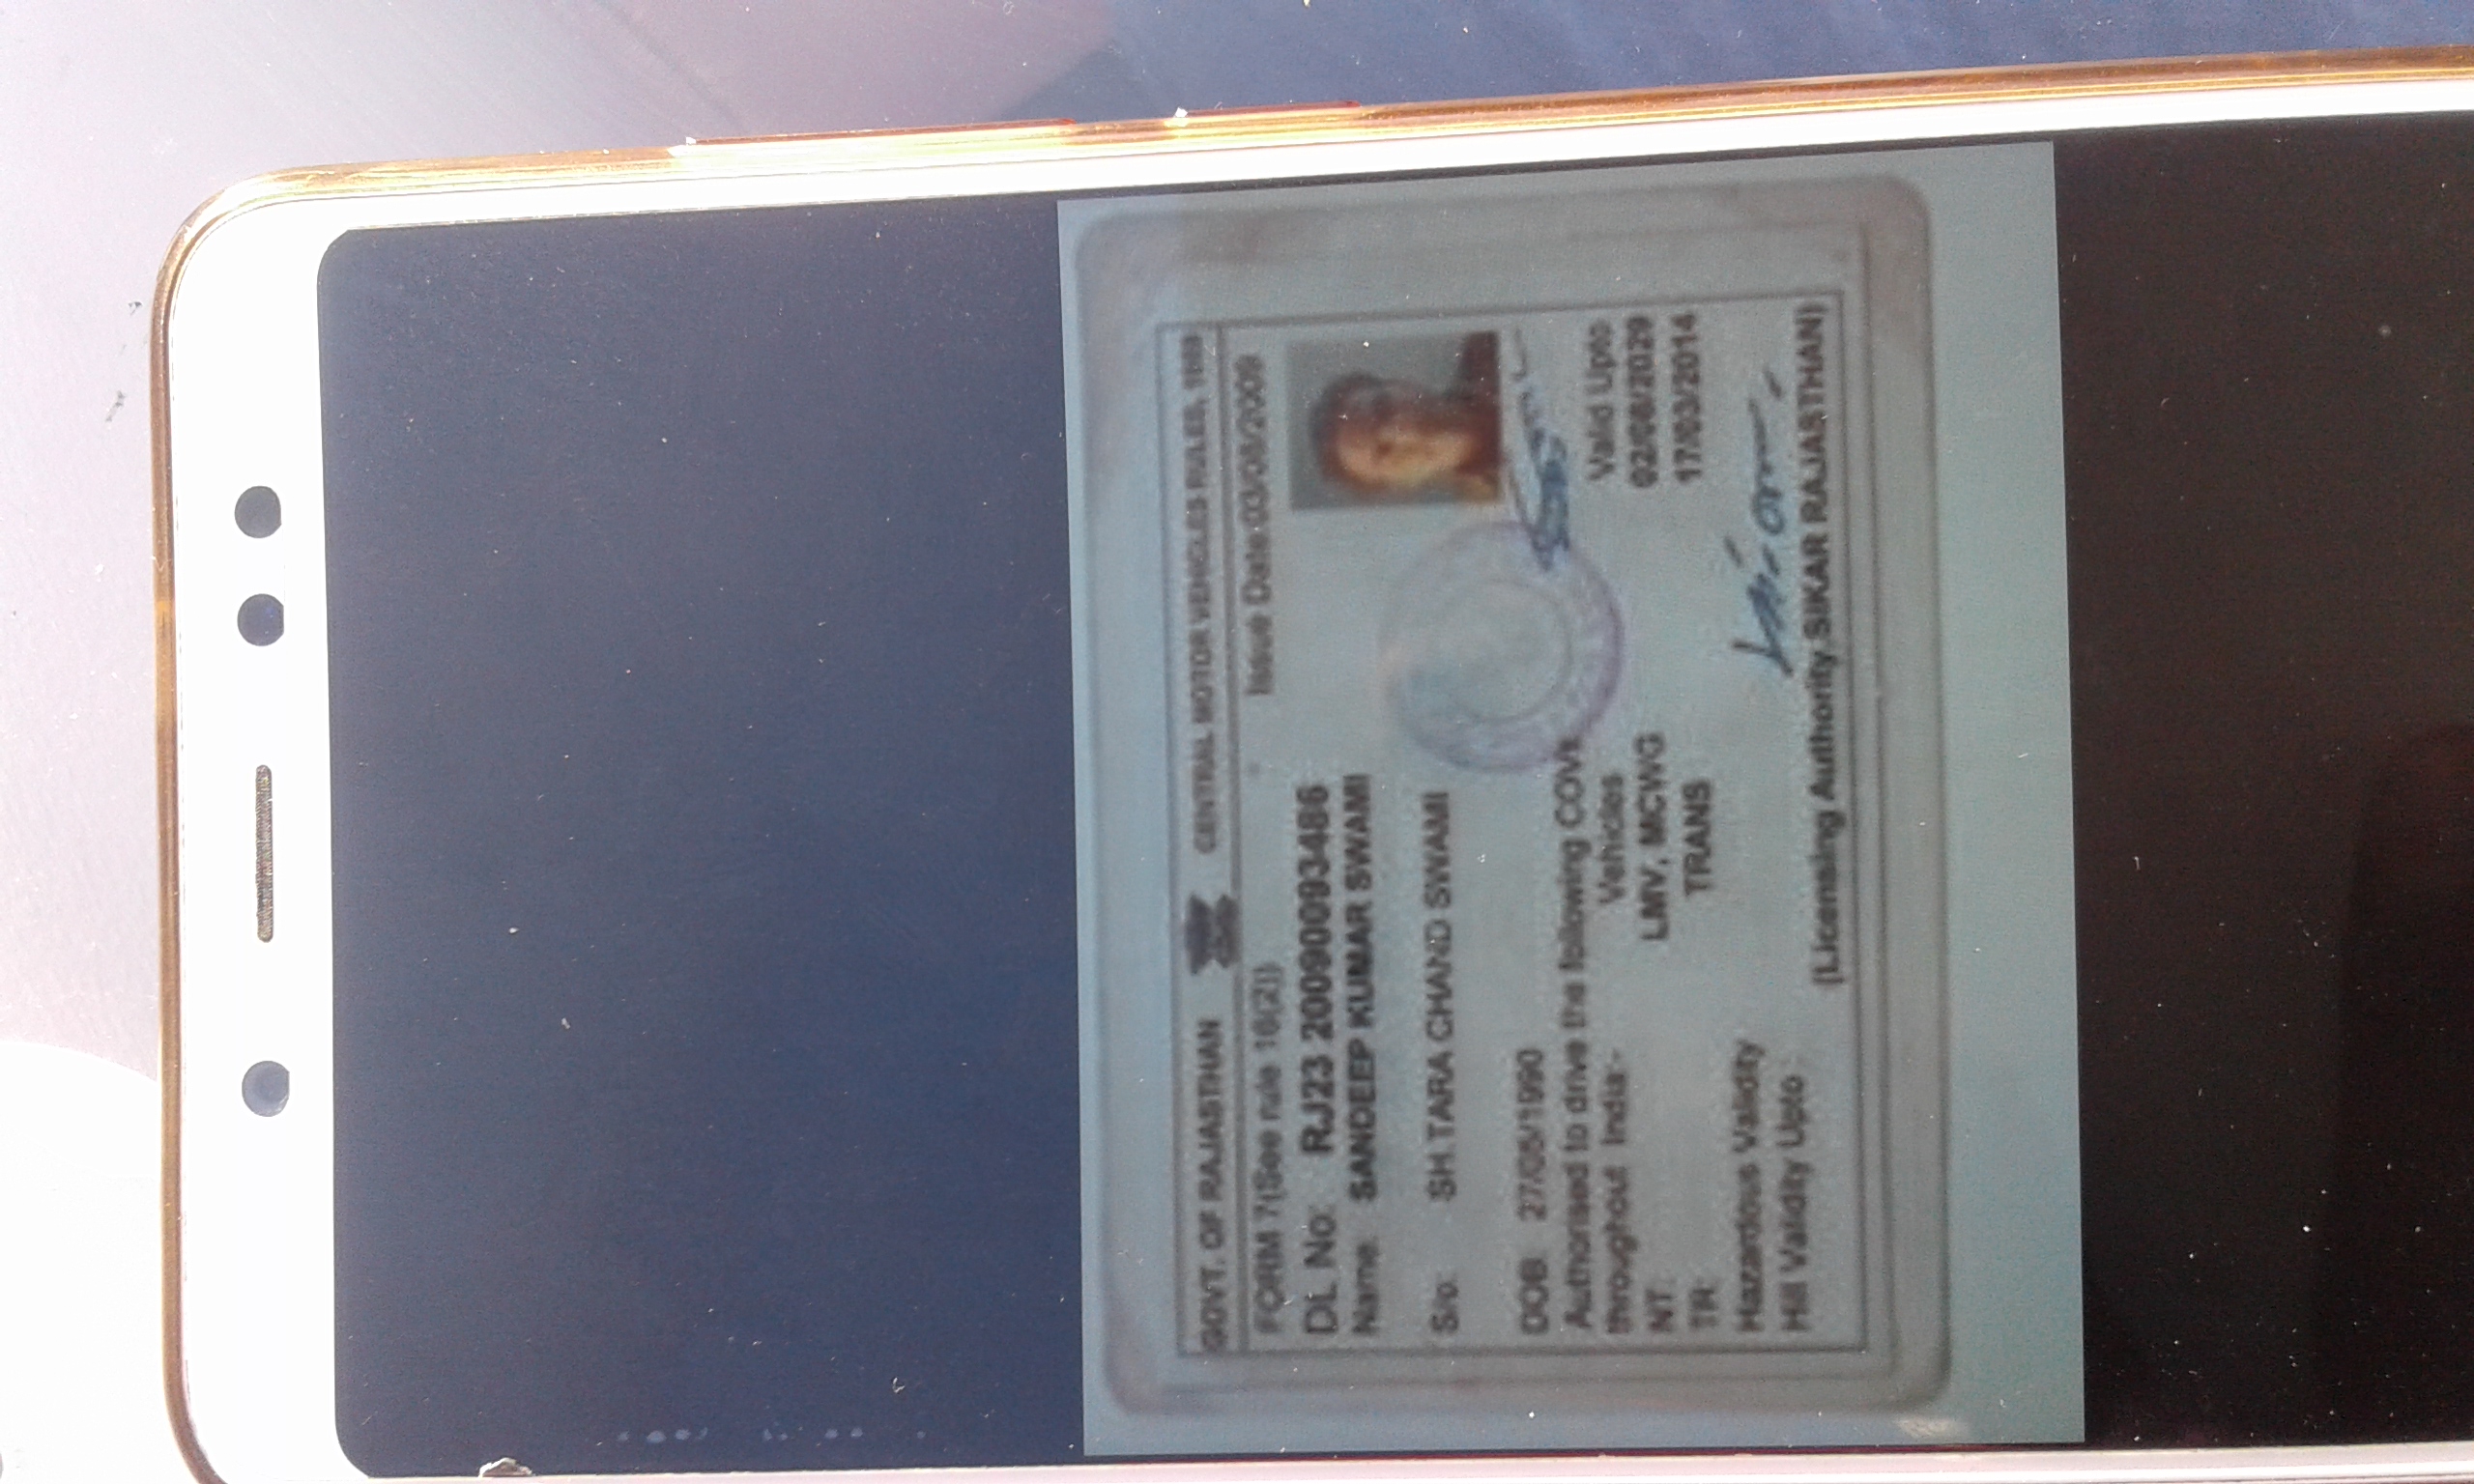 GOVT. OF RAJASTHAN CENTRAL MOTOR VEHICLES RULES, 1989
FORM 7(See rule 16(2)) Issue Date:03/08/2009
DL No: RJ23 20090093486
Name: SANDEEP KUMAR SWAMI
S/o: SH.TARA CHAND SWAMI
DOB: 27/05/1990
Authorised to drive the following COVs
throughout India:- Vehicles Valid Upto
NT: LMV, MCWG 02/08/2029
TR: TRANS 17/03/2014
Hazardous Validity
Hill Validity Upto
(Licensing Authority,SIKAR RAJASTHAN)